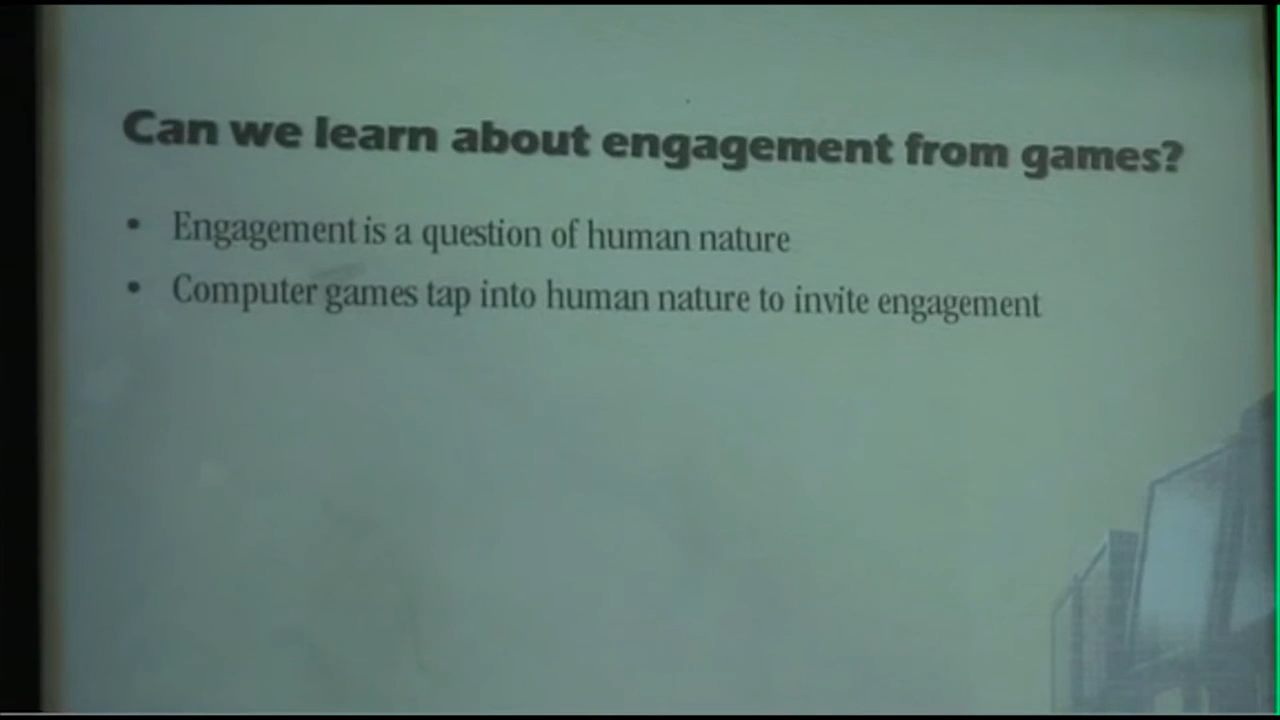 Can we learn about engagement from games?
• Engagement is a question of human nature
• Computer games tap into human nature to invite engagement